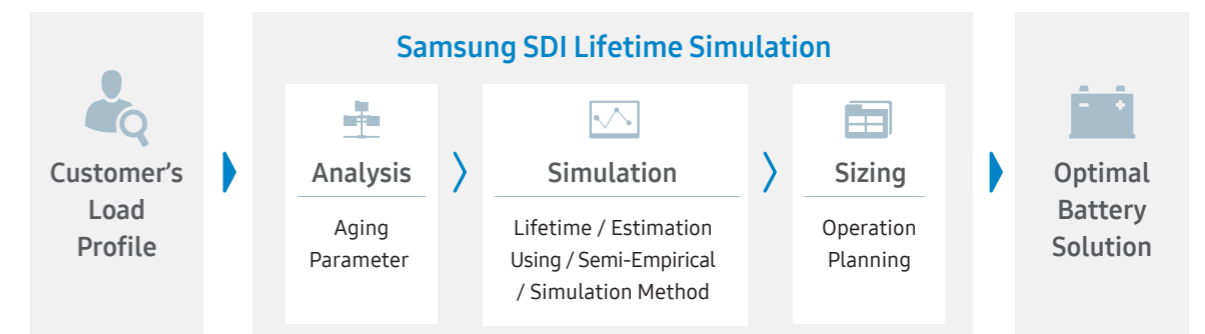 Samsung SDI Lifetime Simulation
Customer's
Load
Profile
Analysis
Aging
Parameter
Simulation
Lifetime / Estimation
Using / Semi-Empirical
/ Simulation Method
Sizing
Operation
Planning
Optimal
Battery
Solution